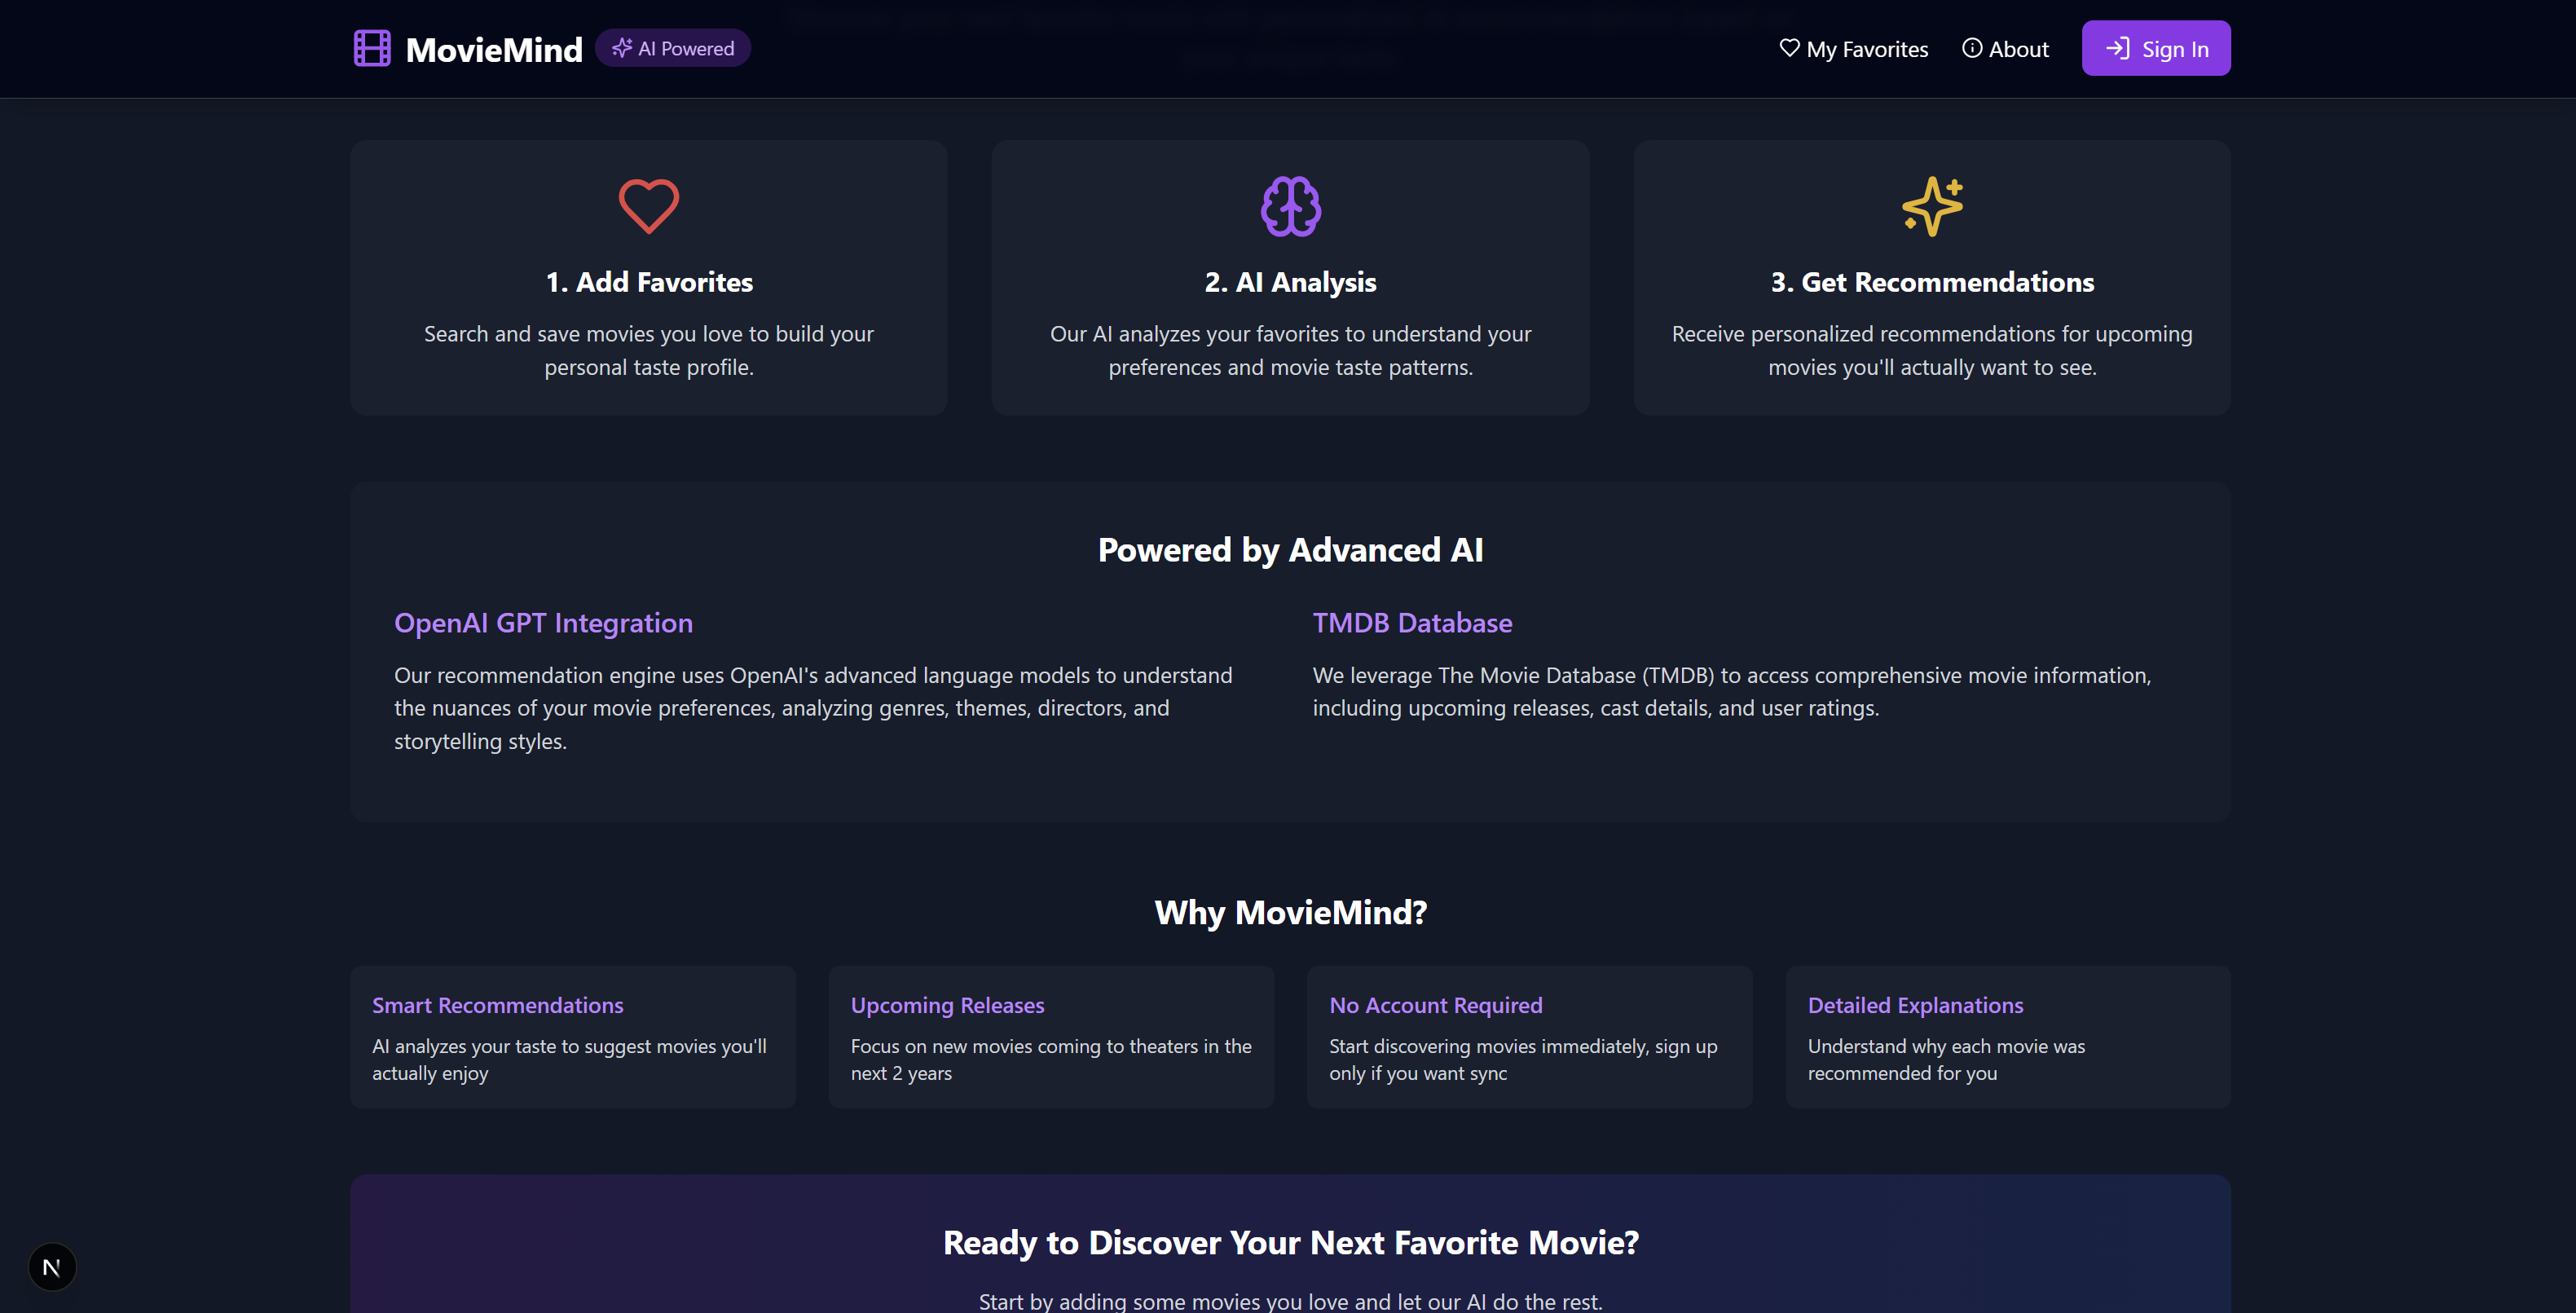 MovieMind
AI Powered
My Favorites
About
Sign In
1. Add Favorites
Search and save movies you love to build your
personal taste profile.
2. AI Analysis
Our AI analyzes your favorites to understand your
preferences and movie taste patterns.
3. Get Recommendations
Receive personalized recommendations for upcoming
movies you'll actually want to see.
Powered by Advanced AI
OpenAI GPT Integration
Our recommendation engine uses OpenAI's advanced language models to understand
the nuances of your movie preferences, analyzing genres, themes, directors, and
storytelling styles.
TMDB Database
We leverage The Movie Database (TMDB) to access comprehensive movie information,
including upcoming releases, cast details, and user ratings.
Why MovieMind?
Smart Recommendations
AI analyzes your taste to suggest movies you'll
actually enjoy
Upcoming Releases
Focus on new movies coming to theaters in the
next 2 years
No Account Required
Start discovering movies immediately, sign up
only if you want sync
Detailed Explanations
Understand why each movie was
recommended for you
Ready to Discover Your Next Favorite Movie?
Start by adding some movies you love and let our AI do the rest.
N